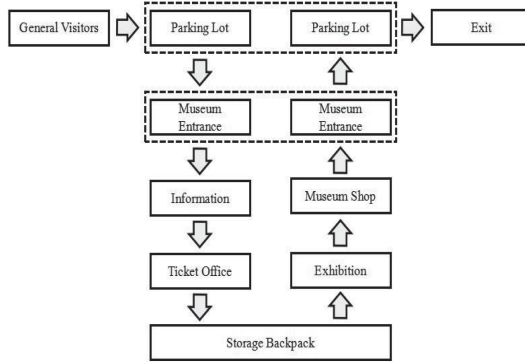 General Visitors
Parking Lot
Parking Lot
Exit
Museum
Entrance
Museum
Entrance
Information
Museum Shop
Ticket Office
Exhibition
Storage Backpack